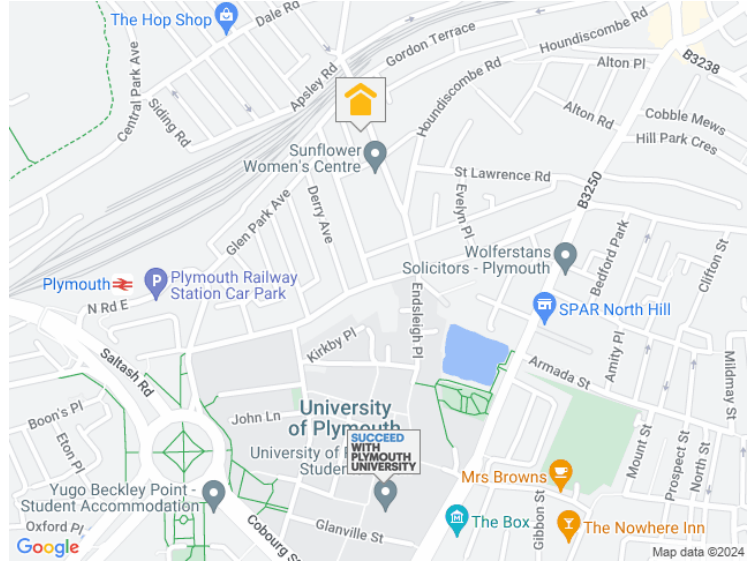 The Hop Shop
Dale Rd
Gordon Terrace
Houndiscombe Rd
B3238
Alton Pl
Central Park Ave
Siding Rd
Apsley Rd
Houndiscombe Rd
Alton Rd
Cobble Mews
Hill Park Cres
Sunflower
Women's Centre
St Lawrence Rd
B3250
Glen Park Ave
Derry Ave
Evelyn Pl
Wolferstans
Solicitors - Plymouth
Bedford Park
Clifton St
Plymouth
Plymouth Railway
Station Car Park
P
N Rd E
Endsleigh Pl
SPAR North Hill
Saltash Rd
Kirkby Pl
Amity Pl
Armada St
Mildmay St
Boon's Pl
Eton Pl
John Ln
University
of Plymouth
SUCCEED
WITH
PLYMOUTH
UNIVERSITY
Mount St
Prospect St
North St
Mrs Browns
Yugo Beckley Point -
Student Accommodation
Oxford Pl
Cobourg
Glanville St
The Box
Gibbon St
The Nowhere Inn
Google
Map data ©2024